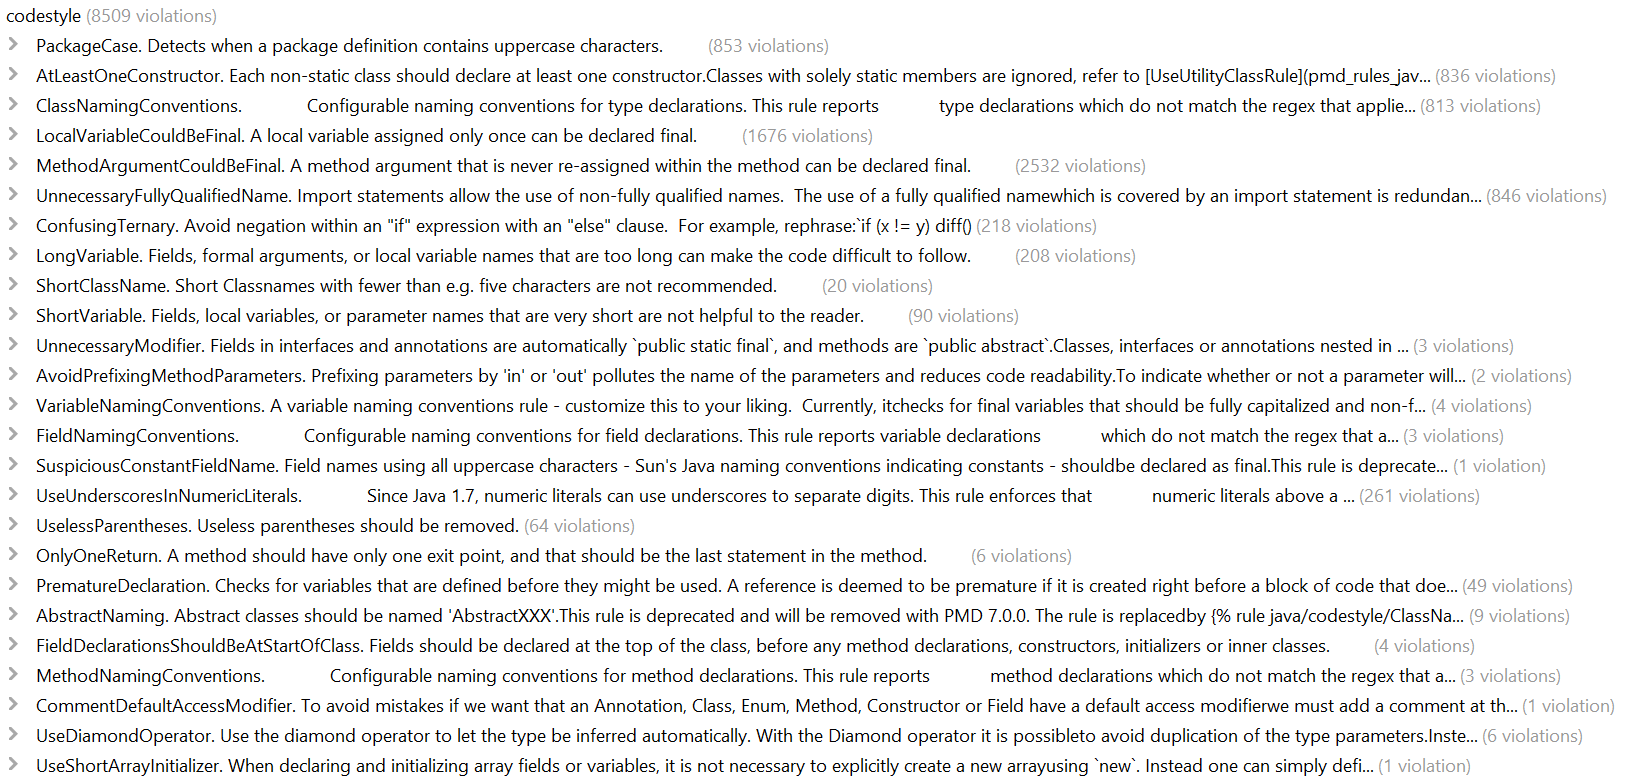 codestyle (8509 violations)
PackageCase. Detects when a package definition contains uppercase characters. (853 violations)
AtLeastOneConstructor. Each non-static class should declare at least one constructor.Classes with solely static members are ignored, refer to [UseUtilityClassRule](pmd_rules_jav... (836 violations)
ClassNamingConventions. Configurable naming conventions for type declarations. This rule reports type declarations which do not match the regex that applie... (813 violations)
LocalVariableCouldBeFinal. A local variable assigned only once can be declared final. (1676 violations)
MethodArgumentCouldBeFinal. A method argument that is never re-assigned within the method can be declared final. (2532 violations)
UnnecessaryFullyQualifiedName. Import statements allow the use of non-fully qualified names. The use of a fully qualified namewhich is covered by an import statement is redundan... (846 violations)
ConfusingTernary. Avoid negation within an "if" expression with an "else" clause. For example, rephrase:`if (x != y) diff() (218 violations)
LongVariable. Fields, formal arguments, or local variable names that are too long can make the code difficult to follow. (208 violations)
ShortClassName. Short Classnames with fewer than e.g. five characters are not recommended. (20 violations)
ShortVariable. Fields, local variables, or parameter names that are very short are not helpful to the reader. (90 violations)
UnnecessaryModifier. Fields in interfaces and annotations are automatically `public static final`, and methods are `public abstract`.Classes, interfaces or annotations nested in ... (3 violations)
AvoidPrefixingMethodParameters. Prefixing parameters by 'in' or 'out' pollutes the name of the parameters and reduces code readability.To indicate whether or not a parameter will... (2 violations)
VariableNamingConventions. A variable naming conventions rule - customize this to your liking. Currently, itchecks for final variables that should be fully capitalized and non-f... (4 violations)
FieldNamingConventions. Configurable naming conventions for field declarations. This rule reports variable declarations which do not match the regex that a... (3 violations)
SuspiciousConstantFieldName. Field names using all uppercase characters - Sun's Java naming conventions indicating constants - shouldbe declared as final.This rule is deprecate... (1 violation)
UseUnderscoresInNumericLiterals. Since Java 1.7, numeric literals can use underscores to separate digits. This rule enforces that numeric literals above a ... (261 violations)
UselessParentheses. Useless parentheses should be removed. (64 violations)
OnlyOneReturn. A method should have only one exit point, and that should be the last statement in the method. (6 violations)
PrematureDeclaration. Checks for variables that are defined before they might be used. A reference is deemed to be premature if it is created right before a block of code that doe... (49 violations)
AbstractNaming. Abstract classes should be named 'AbstractXXX'.This rule is deprecated and will be removed with PMD 7.0.0. The rule is replacedby {% rule java/codestyle/ClassNa... (9 violations)
FieldDeclarationsShouldBeAtStartOfClass. Fields should be declared at the top of the class, before any method declarations, constructors, initializers or inner classes. (4 violations)
MethodNamingConventions. Configurable naming conventions for method declarations. This rule reports method declarations which do not match the regex that a... (3 violations)
CommentDefaultAccessModifier. To avoid mistakes if we want that an Annotation, Class, Enum, Method, Constructor or Field have a default access modifierwe must add a comment at th... (1 violation)
UseDiamondOperator. Use the diamond operator to let the type be inferred automatically. With the Diamond operator it is possibleto avoid duplication of the type parameters.Inste... (6 violations)
UseShortArrayInitializer. When declaring and initializing array fields or variables, it is not necessary to explicitly create a new arrayusing `new`. Instead one can simply defi... (1 violation)